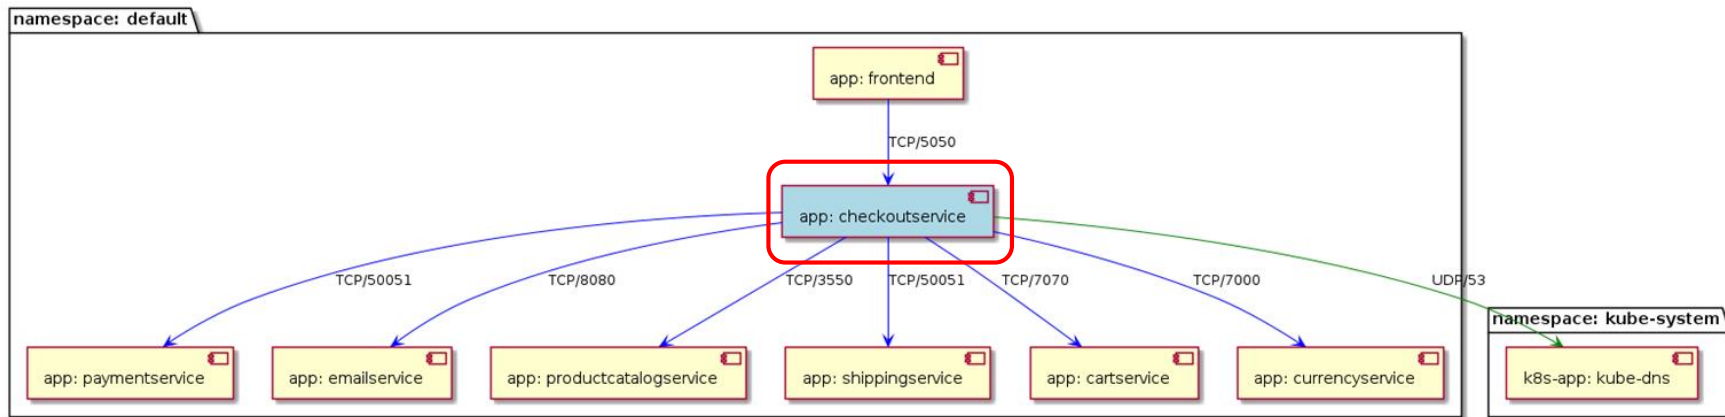 namespace: default
app: frontend
TCP/5050
app: checkoutservice
TCP/50051
TCP/8080
TCP/3550
TCP/50051
TCP/7070
TCP/7000
UDP/53
namespace: kube-system
app: paymentservice
app: emailservice
app: productcatalogservice
app: shippingservice
app: cartservice
app: currencyservice
k8s-app: kube-dns